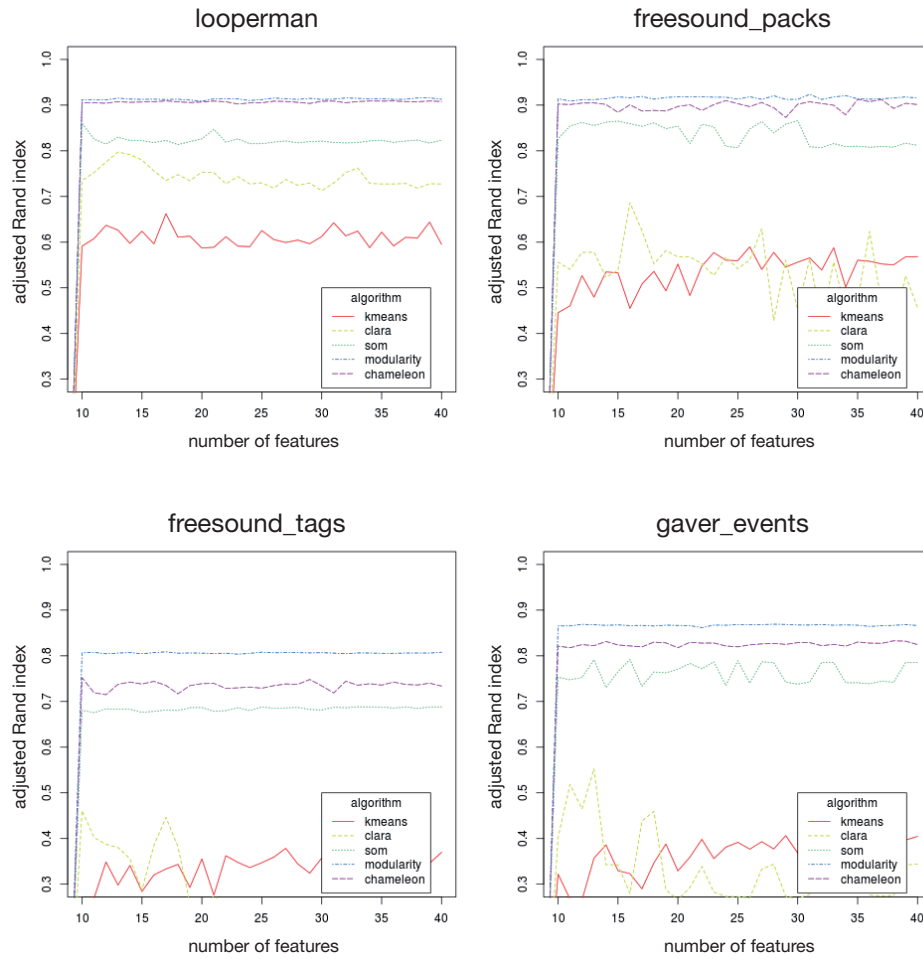 looperman
adjusted Rand index
1.0
0.9
0.8
0.7
0.6
0.5
0.4
0.3
algorithm
kmeans
clara
som
modularity
chameleon
10 15 20 25 30 35 40
number of features
freesound_packs
adjusted Rand index
1.0
0.9
0.8
0.7
0.6
0.5
0.4
0.3
algorithm
kmeans
clara
som
modularity
chameleon
10 15 20 25 30 35 40
number of features
freesound_tags
adjusted Rand index
1.0
0.9
0.8
0.7
0.6
0.5
0.4
0.3
algorithm
kmeans
clara
som
modularity
chameleon
10 15 20 25 30 35 40
number of features
gaver_events
adjusted Rand index
1.0
0.9
0.8
0.7
0.6
0.5
0.4
0.3
algorithm
kmeans
clara
som
modularity
chameleon
10 15 20 25 30 35 40
number of features